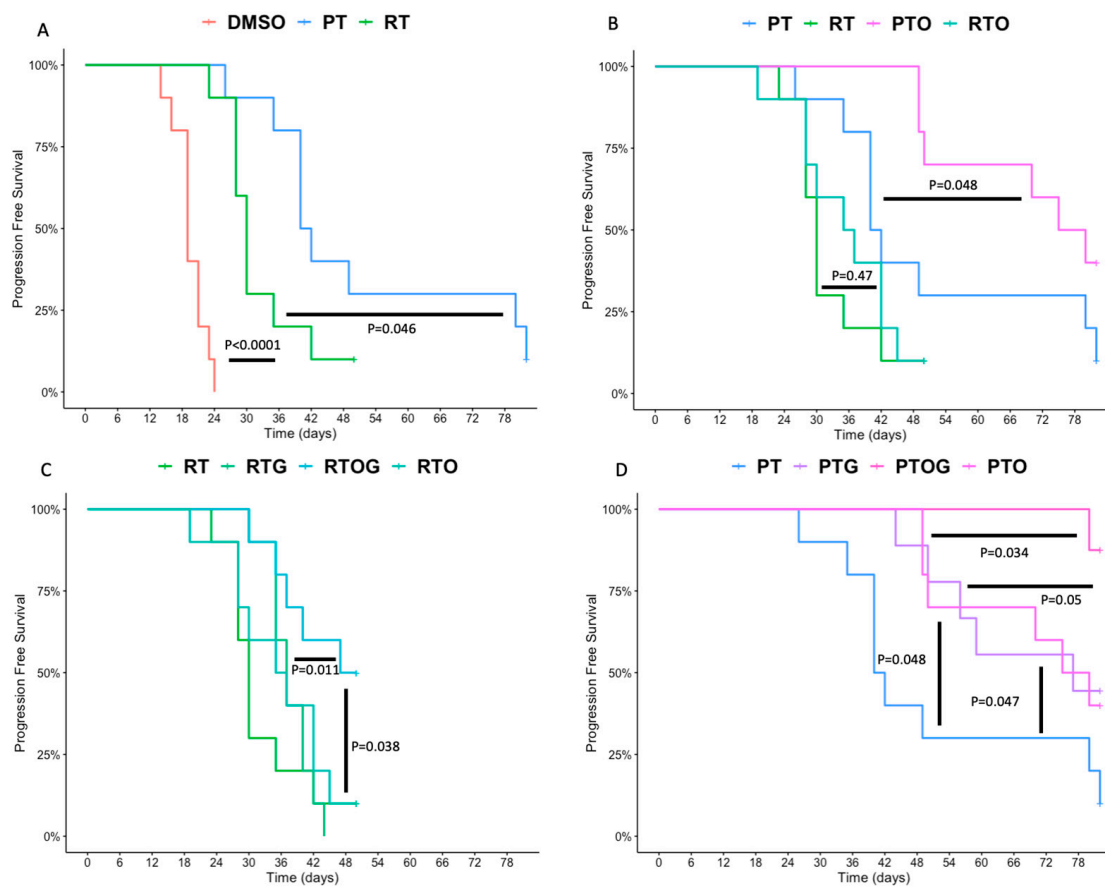 A
DMSO PT RT
Progression Free Survival
100%
75%
50%
25%
0%
P<0.0001
P=0.046
0 6 12 18 24 30 36 42 48 54 60 66 72 78
Time (days)
B
PT RT PTO RTO
Progression Free Survival
100%
75%
50%
25%
0%
P=0.048
P=0.47
0 6 12 18 24 30 36 42 48 54 60 66 72 78
Time (days)
C
RT RTG RTOG RTO
Progression Free Survival
100%
75%
50%
25%
0%
P=0.011
P=0.038
0 6 12 18 24 30 36 42 48 54 60 66 72 78
Time (days)
D
PT PTG PTOG PTO
Progression Free Survival
100%
75%
50%
25%
0%
P=0.034
P=0.05
P=0.048
P=0.047
0 6 12 18 24 30 36 42 48 54 60 66 72 78
Time (days)